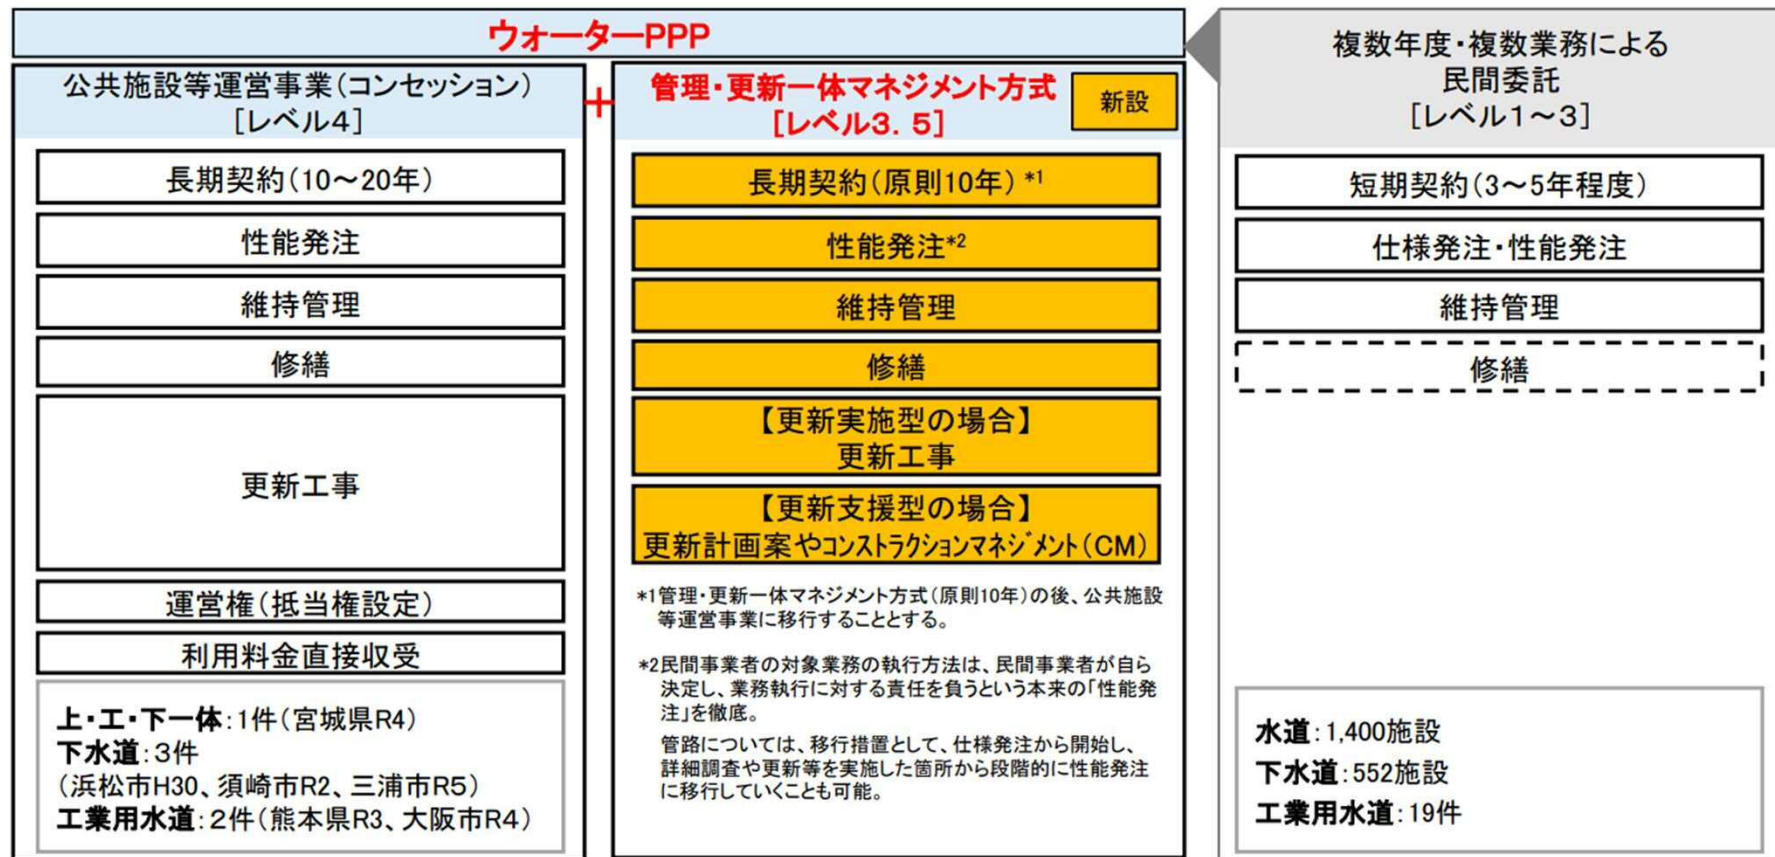 ウォーターPPP
公共施設等運営事業(コンセッション)
[レベル4]
長期契約(10～20年)
性能発注
維持管理
修繕
更新工事
運営権(抵当権設定)
利用料金直接収受
上・工・下一体:1件(宮城県R4)
下水道:3件
(浜松市H30、須崎市R2、三浦市R5)
工業用水道:2件(熊本県R3、大阪市R4)
+
管理・更新一体マネジメント方式
[レベル3.5]
新設
長期契約(原則10年)*1
性能発注*2
維持管理
修繕
【更新実施型の場合】
更新工事
【更新支援型の場合】
更新計画案やコンストラクションマネジメント(CM)
*1管理・更新一体マネジメント方式(原則10年)の後、公共施設
等運営事業に移行することとする。
*2民間事業者の対象業務の執行方法は、民間事業者が自ら
決定し、業務執行に対する責任を負うという本来の「性能発
注」を徹底。
管路については、移行措置として、仕様発注から開始し、
詳細調査や更新等を実施した箇所から段階的に性能発注
に移行していくことも可能。
複数年度・複数業務による
民間委託
[レベル1～3]
短期契約(3～5年程度)
仕様発注・性能発注
維持管理
修繕
水道:1,400施設
下水道:552施設
工業用水道:19件